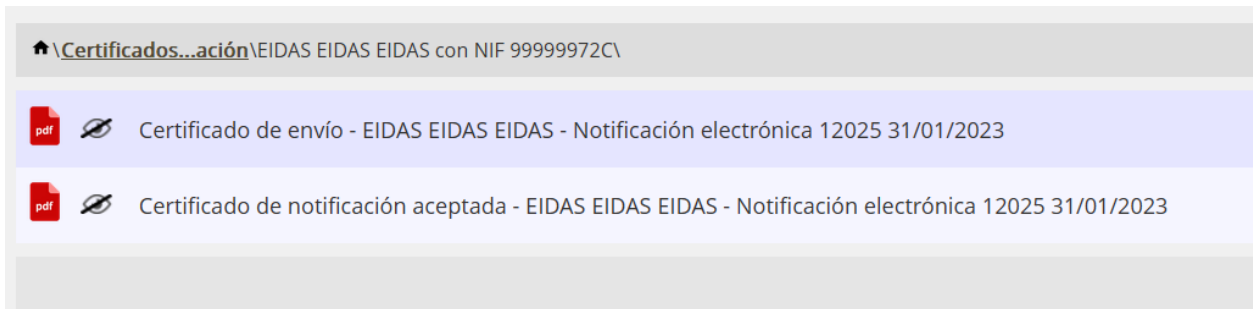 \Certificados...ación\EIDAS EIDAS EIDAS con NIF 99999972C\
pdf Certificado de envío - EIDAS EIDAS EIDAS - Notificación electrónica 12025 31/01/2023
pdf Certificado de notificación aceptada - EIDAS EIDAS EIDAS - Notificación electrónica 12025 31/01/2023